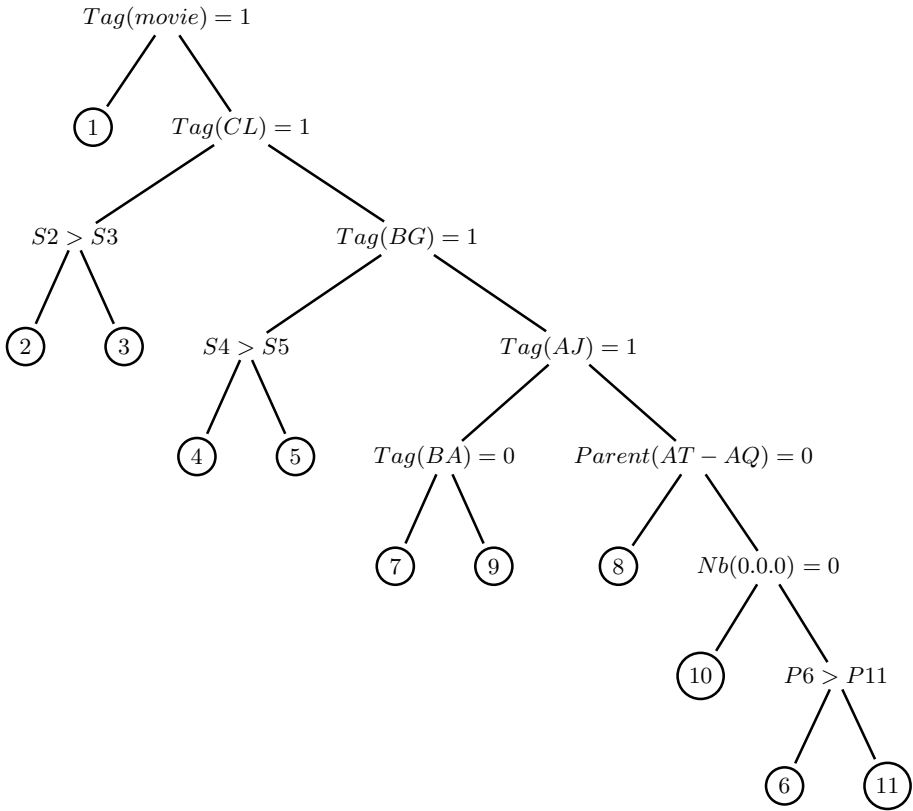 Tag(movie) = 1
1
Tag(CL) = 1
S2 > S3
Tag(BG) = 1
2
3
S4 > S5
Tag(AJ) = 1
4
5
Tag(BA) = 0
Parent(AT − AQ) = 0
7
9
8
Nb(0.0.0) = 0
10
P6 > P11
6
11